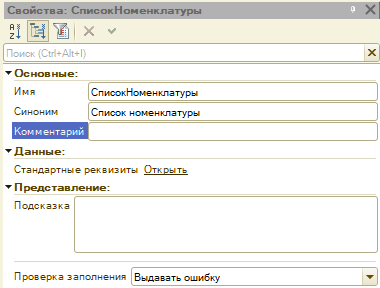 Свойства: СписокНоменклатуры
Поиск (Ctrl+Alt+I)
Основные:
Имя СписокНоменклатуры
Синоним Список номенклатуры
Комментарий
Данные:
Стандартные реквизиты Открыть
Представление:
Подсказка
Проверка заполнения Выдавать ошибку